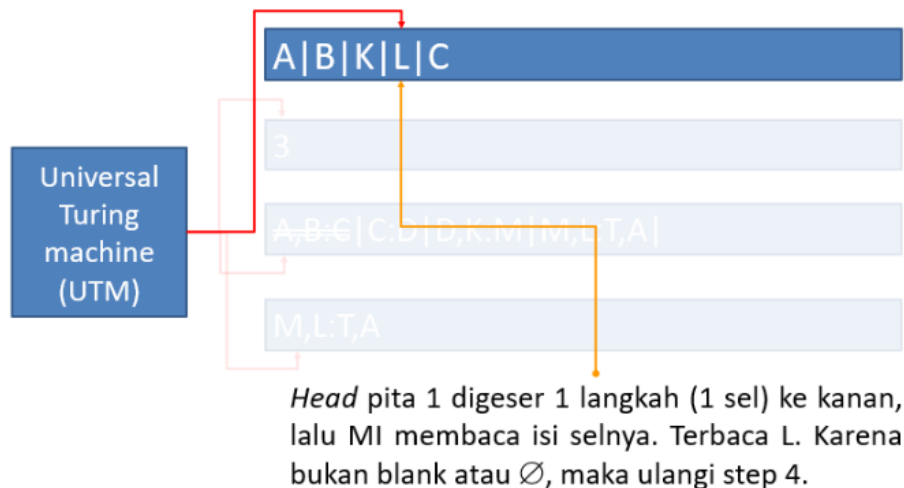 A|B|K|L|C
3
Universal
Turing
machine
(UTM)
A,B:C|C:D|D,K:M|M,L:T,A|
M,L:T,A
Head pita 1 digeser 1 langkah (1 sel) ke kanan,
lalu MI membaca isi selnya. Terbaca L. Karena
bukan blank atau ∅, maka ulangi step 4.